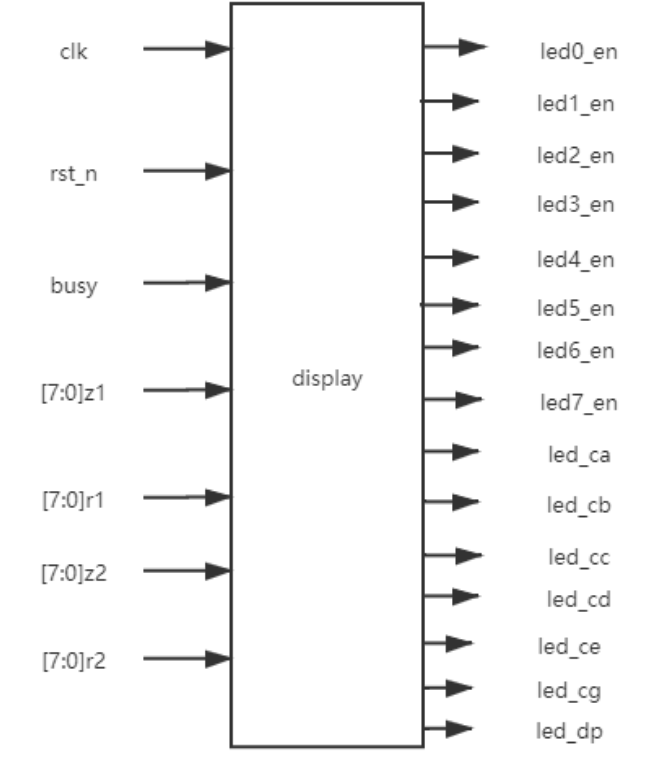 clk
rst_n
busy
[7:0]z1
[7:0]r1
[7:0]z2
[7:0]r2
display
led0_en
led1_en
led2_en
led3_en
led4_en
led5_en
led6_en
led7_en
led_ca
led_cb
led_cc
led_cd
led_ce
led_cg
led_dp